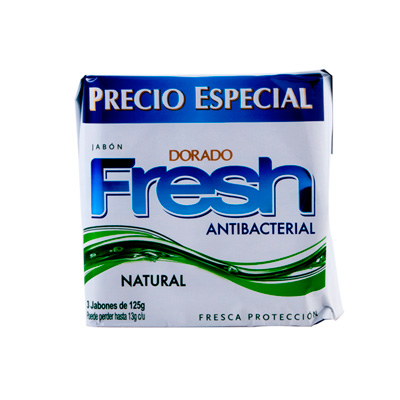 PRECIO ESPECIAL
JABÓN
DORADO
Fresh
ANTIBACTERIAL
NATURAL
3 Jabones de 125g
Puede perder hasta 13g c/u
FRESCA PROTECCIÓN